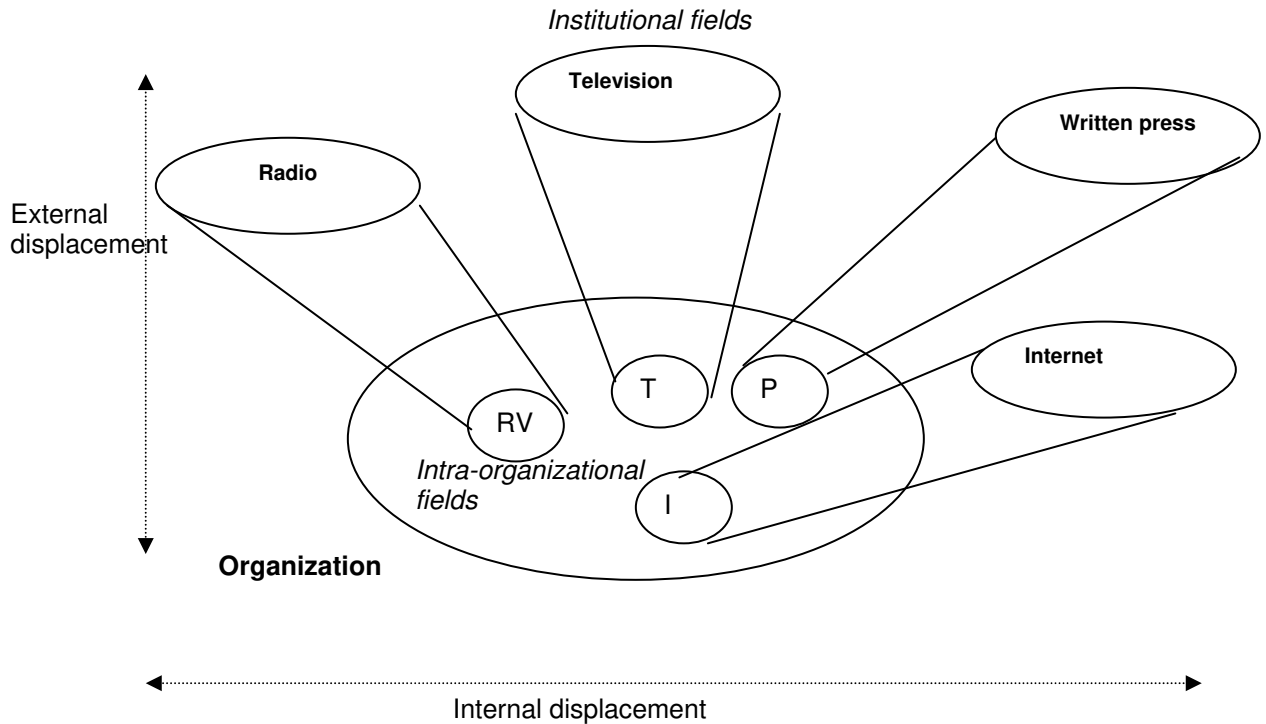 Institutional fields
Television
Written press
Radio
External
displacement
Internet
T
P
RV
Intra-organizational
fields
I
Organization
Internal displacement